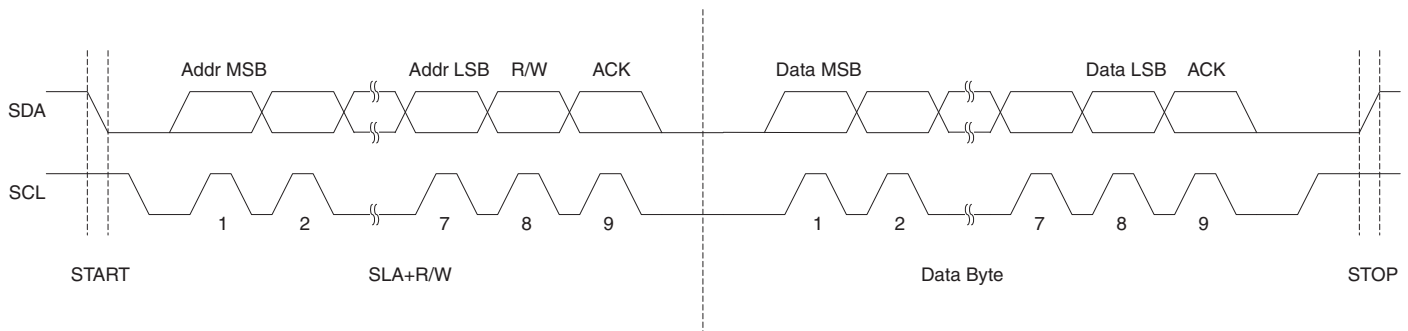 Addr MSB Addr LSB R/W ACK Data MSB Data LSB ACK
SDA
SCL
1 2 7 8 9 1 2 7 8 9
START SLA+R/W Data Byte STOP